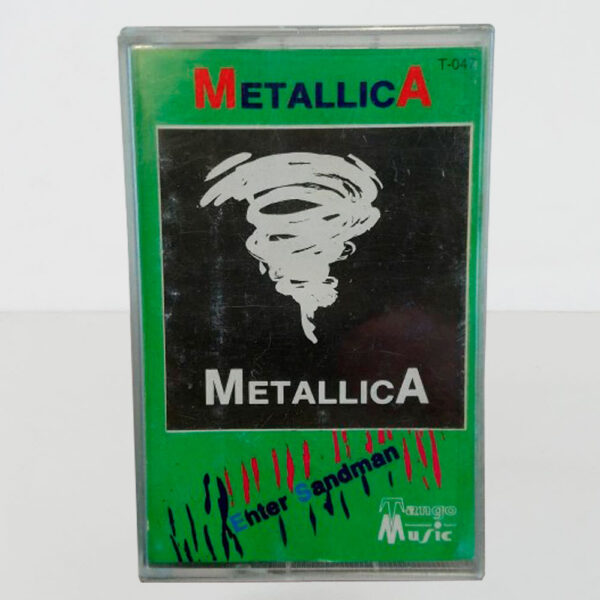 T-047
METALLICA
METALLICA
Enter Sandman
Tango
Music